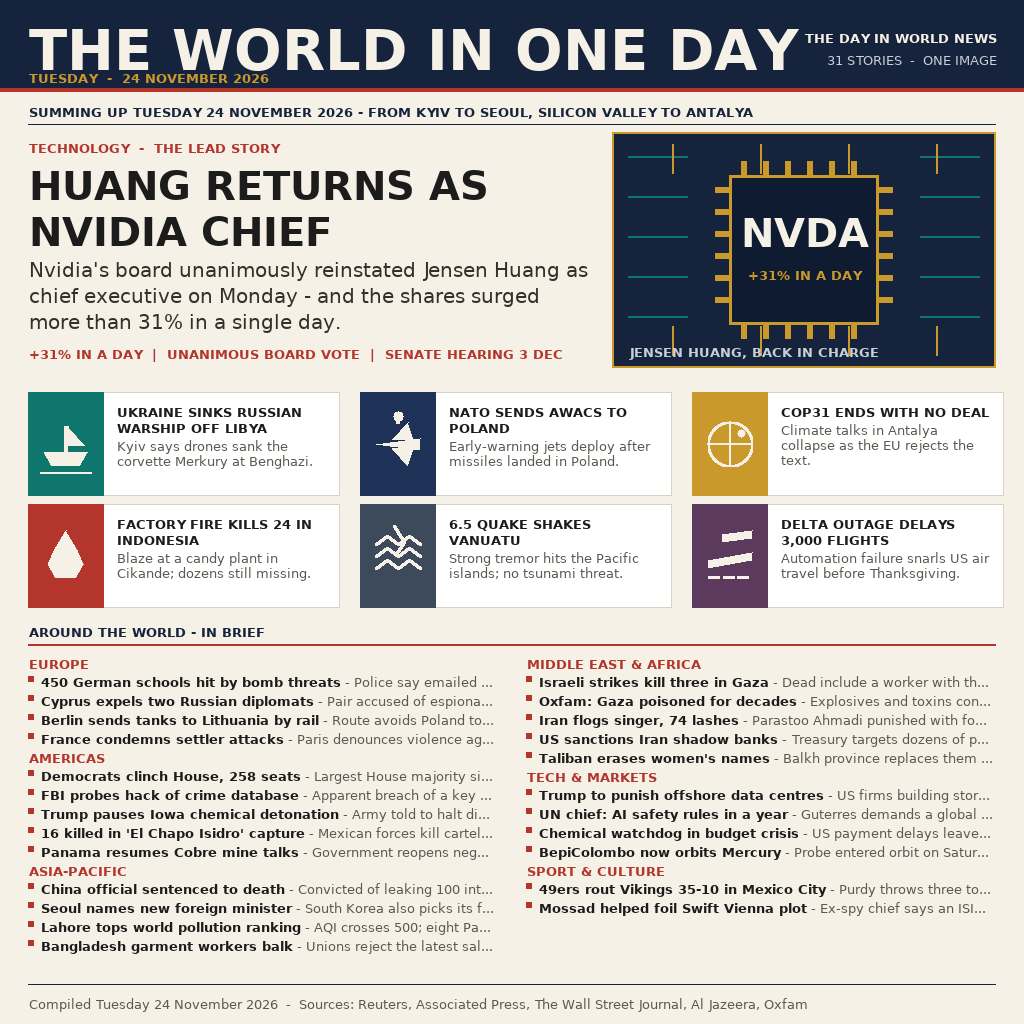 THE WORLD IN ONE DAY
THE DAY IN WORLD NEWS
31 STORIES - ONE IMAGE
TUESDAY - 24 NOVEMBER 2026
SUMMING UP TUESDAY 24 NOVEMBER 2026 - FROM KYIV TO SEOUL, SILICON VALLEY TO ANTALYA
TECHNOLOGY - THE LEAD STORY
HUANG RETURNS AS
NVIDIA CHIEF
Nvidia's board unanimously reinstated Jensen Huang as
chief executive on Monday - and the shares surged
more than 31% in a single day.
+31% IN A DAY | UNANIMOUS BOARD VOTE | SENATE HEARING 3 DEC
NVDA
+31% IN A DAY
JENSEN HUANG, BACK IN CHARGE
UKRAINE SINKS RUSSIAN
WARSHIP OFF LIBYA
Kyiv says drones sank the
corvette Merkury at Benghazi.
NATO SENDS AWACS TO
POLAND
Early-warning jets deploy after
missiles landed in Poland.
COP31 ENDS WITH NO DEAL
Climate talks in Antalya
collapse as the EU rejects the
text.
FACTORY FIRE KILLS 24 IN
INDONESIA
Blaze at a candy plant in
Cikande; dozens still missing.
6.5 QUAKE SHAKES
VANUATU
Strong tremor hits the Pacific
islands; no tsunami threat.
DELTA OUTAGE DELAYS
3,000 FLIGHTS
Automation failure snarls US air
travel before Thanksgiving.
AROUND THE WORLD - IN BRIEF
EUROPE
450 German schools hit by bomb threats - Police say emailed ...
Cyprus expels two Russian diplomats - Pair accused of espiona...
Berlin sends tanks to Lithuania by rail - Route avoids Poland to...
France condemns settler attacks - Paris denounces violence ag...
AMERICAS
Democrats clinch House, 258 seats - Largest House majority si...
FBI probes hack of crime database - Apparent breach of a key ...
Trump pauses Iowa chemical detonation - Army told to halt di...
16 killed in 'El Chapo Isidro' capture - Mexican forces kill cartel...
Panama resumes Cobre mine talks - Government reopens neg...
ASIA-PACIFIC
China official sentenced to death - Convicted of leaking 100 int...
Seoul names new foreign minister - South Korea also picks its f...
Lahore tops world pollution ranking - AQI crosses 500; eight Pa...
Bangladesh garment workers balk - Unions reject the latest sal...
MIDDLE EAST & AFRICA
Israeli strikes kill three in Gaza - Dead include a worker with th...
Oxfam: Gaza poisoned for decades - Explosives and toxins con...
Iran flogs singer, 74 lashes - Parastoo Ahmadi punished with fo...
US sanctions Iran shadow banks - Treasury targets dozens of p...
Taliban erases women's names - Balkh province replaces them ...
TECH & MARKETS
Trump to punish offshore data centres - US firms building stor...
UN chief: AI safety rules in a year - Guterres demands a global ...
Chemical watchdog in budget crisis - US payment delays leave...
BepiColombo now orbits Mercury - Probe entered orbit on Satur...
SPORT & CULTURE
49ers rout Vikings 35-10 in Mexico City - Purdy throws three to...
Mossad helped foil Swift Vienna plot - Ex-spy chief says an ISI...
Compiled Tuesday 24 November 2026 - Sources: Reuters, Associated Press, The Wall Street Journal, Al Jazeera, Oxfam